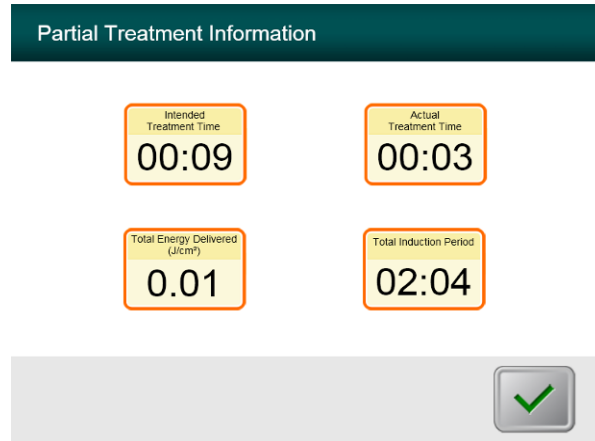 Partial Treatment Information
Intended
Treatment Time
00:09
Actual
Treatment Time
00:03
Total Energy Delivered
(J/cm²)
0.01
Total Induction Period
02:04